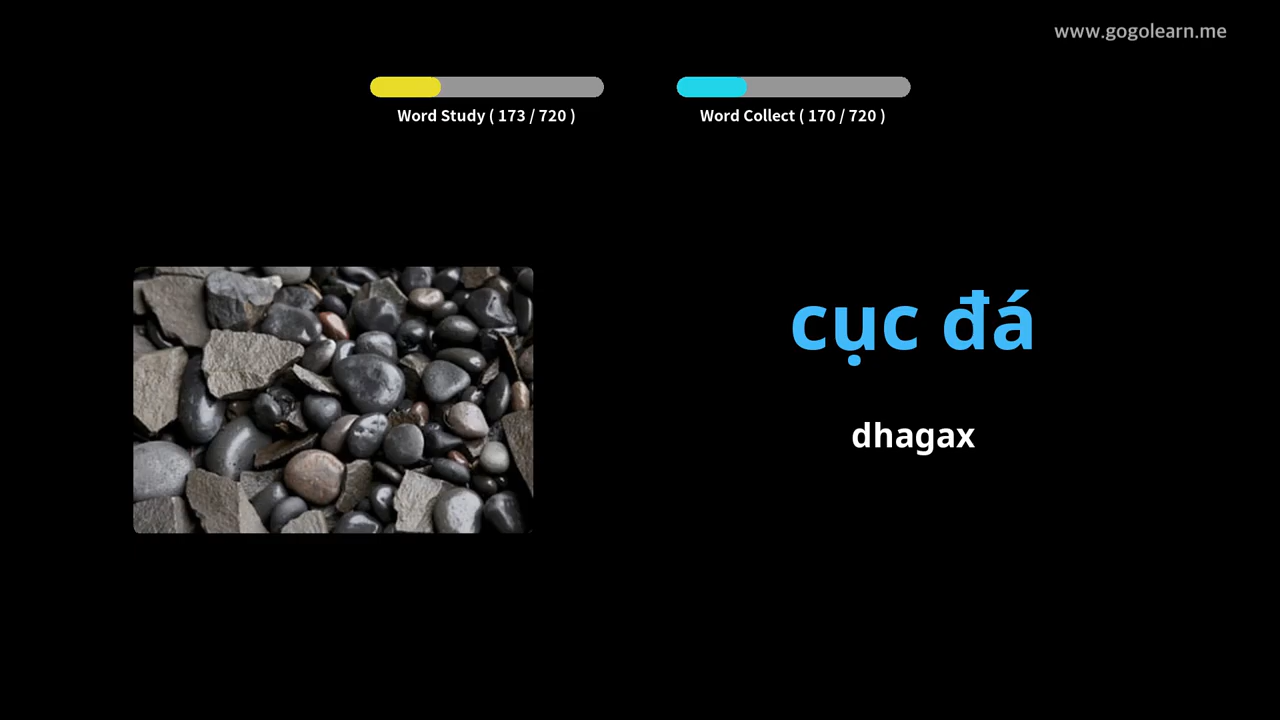 www.gogolearn.me
Word Study ( 173 / 720 )
Word Collect ( 170 / 720 )
cục đá
dhagax